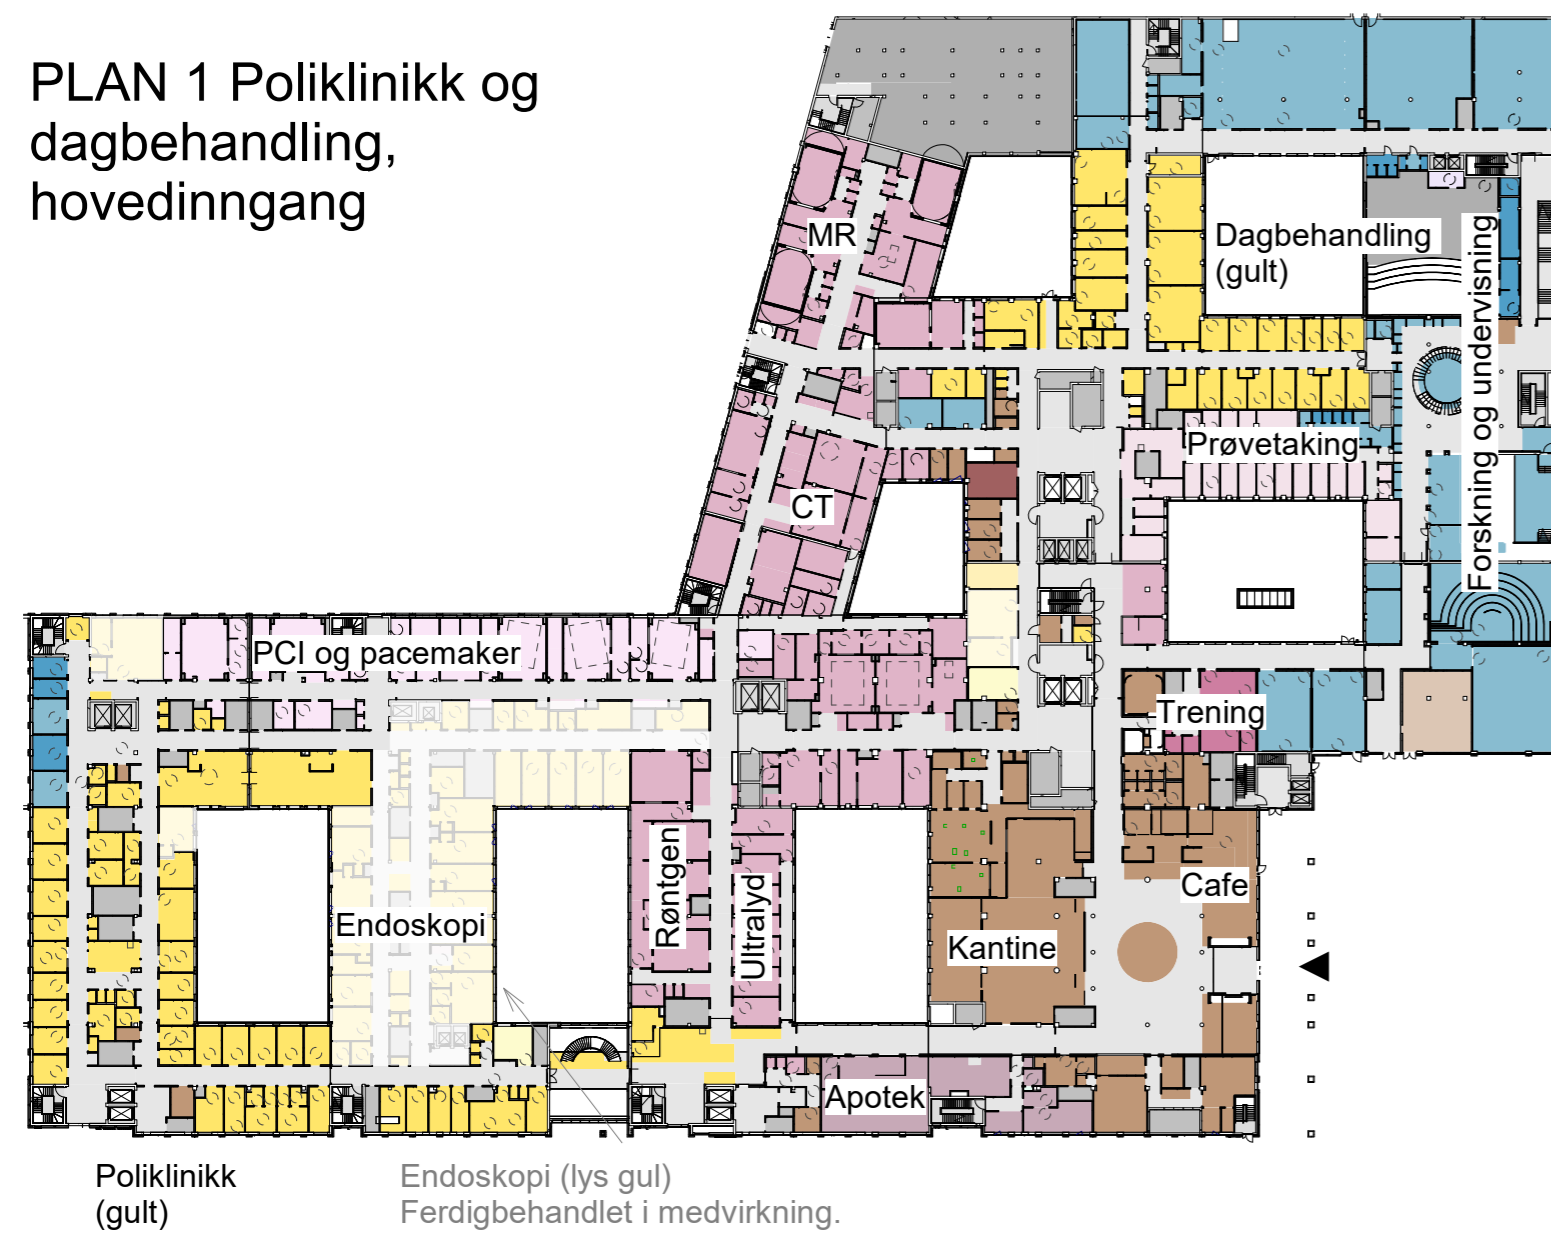 PLAN 1 Poliklinikk og
dagbehandling,
hovedinngang
MR
Dagbehandling
(gult)
Forskning og undervisning
Prøvetaking
CT
PCI og pacemaker
Trening
Røntgen
Ultralyd
Endoskopi
Kantine
Cafe
Apotek
Poliklinikk
(gult)
Endoskopi (lys gul)
Ferdigbehandlet i medvirkning.